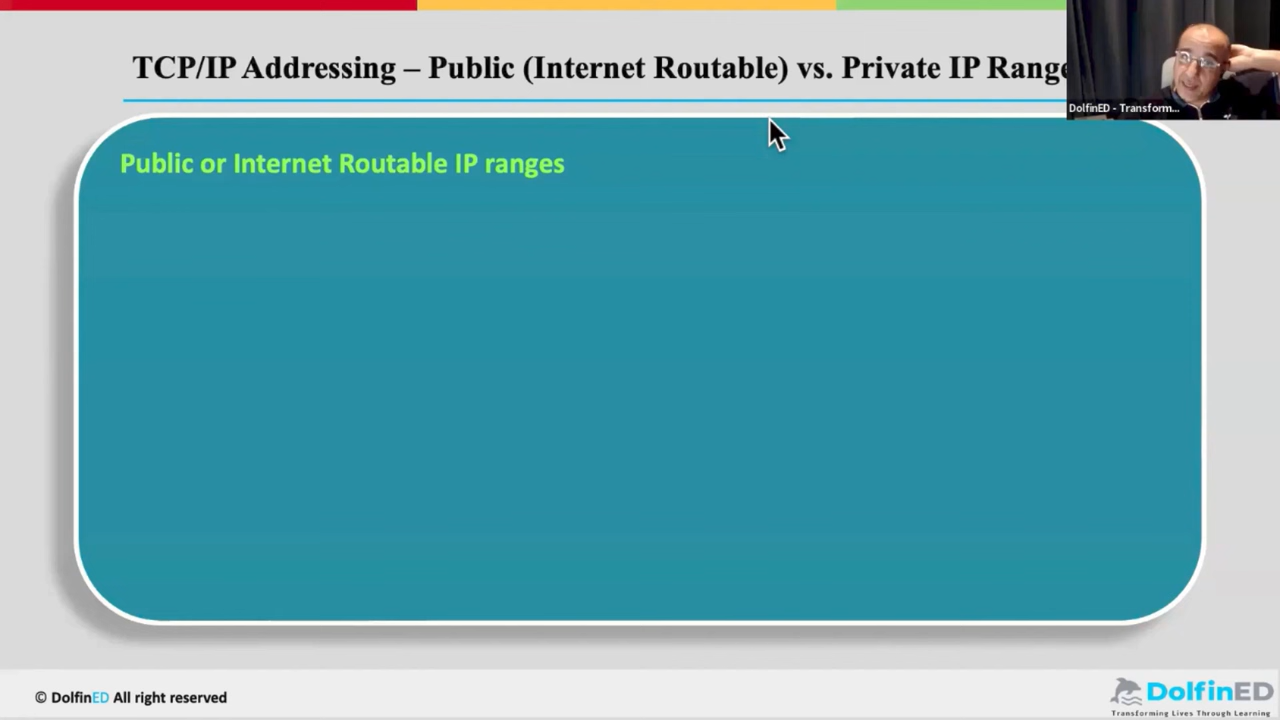 TCP/IP Addressing – Public (Internet Routable) vs. Private IP Range
DolfinED - Transform...
Public or Internet Routable IP ranges
© DolfinED All right reserved
DolfinED
Transforming Lives Through Learning